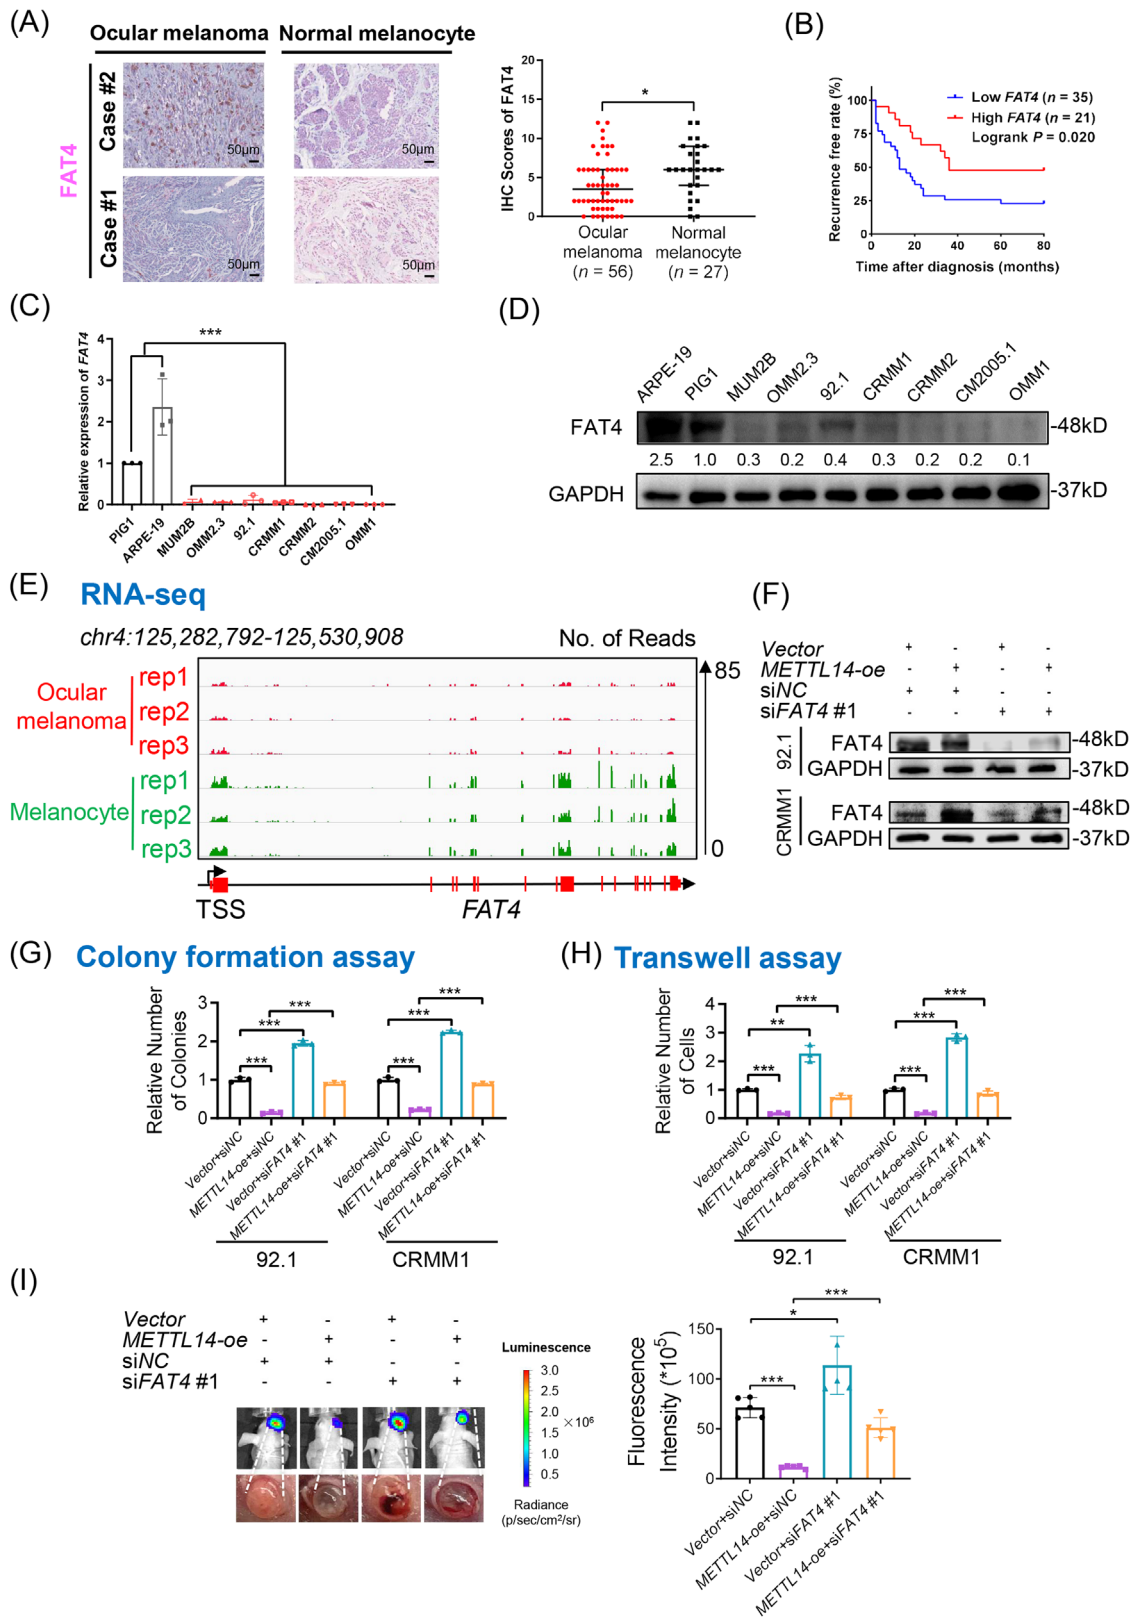 (A)
Ocular melanoma
Normal melanocyte
FAT4
Case #2
Case #1
50μm
50μm
50μm
50μm
IHC Scores of FAT4
20
15
10
5
0
*
Ocular
melanoma
(n = 56)
Normal
melanocyte
(n = 27)
(B)
Recurrence free rate (%)
100
75
50
25
0
Low FAT4 (n = 35)
High FAT4 (n = 21)
Logrank P = 0.020
0 20 40 60 80
Time after diagnosis (months)
(C)
Relative expression of FAT4
4
3
2
1
0
***
PIG1
ARPE-19
MUM2B
OMM2.3
92.1
CRMM1
CRMM2
CM2005.1
OMM1
(D)
ARPE-19
PIG1
MUM2B
OMM2.3
92.1
CRMM1
CRMM2
CM2005.1
OMM1
FAT4
-48kD
2.5 1.0 0.3 0.2 0.4 0.3 0.2 0.2 0.1
GAPDH
-37kD
(E)
RNA-seq
chr4:125,282,792-125,530,908
No. of Reads
Ocular
melanoma
rep1
rep2
rep3
Melanocyte
rep1
rep2
rep3
85
0
TSS
FAT4
(F)
Vector + - + -
METTL14-oe - + - +
siNC + + - -
siFAT4 #1 - - + +
92.1
FAT4 -48kD
GAPDH -37kD
CRMM1
FAT4 -48kD
GAPDH -37kD
(G)
Colony formation assay
Relative Number
of Colonies
3
2
1
0
***
***
***
***
***
***
Vector+siNC
METTL14-oe+siNC
Vector+siFAT4 #1
METTL14-oe+siFAT4 #1
Vector+siNC
METTL14-oe+siNC
Vector+siFAT4 #1
METTL14-oe+siFAT4 #1
92.1
CRMM1
(H)
Transwell assay
Relative Number
of Cells
4
3
2
1
0
***
**
***
***
***
***
Vector+siNC
METTL14-oe+siNC
Vector+siFAT4 #1
METTL14-oe+siFAT4 #1
Vector+siNC
METTL14-oe+siNC
Vector+siFAT4 #1
METTL14-oe+siFAT4 #1
92.1
CRMM1
(I)
Vector + - + -
METTL14-oe - + - +
siNC + + - -
siFAT4 #1 - - + +
Luminescence
3.0
2.0
×10⁶
1.0
0.5
Radiance
(p/sec/cm²/sr)
Fluorescence
Intensity (*10⁵)
150
100
50
0
***
*
***
Vector+siNC
METTL14-oe+siNC
Vector+siFAT4 #1
METTL14-oe+siFAT4 #1